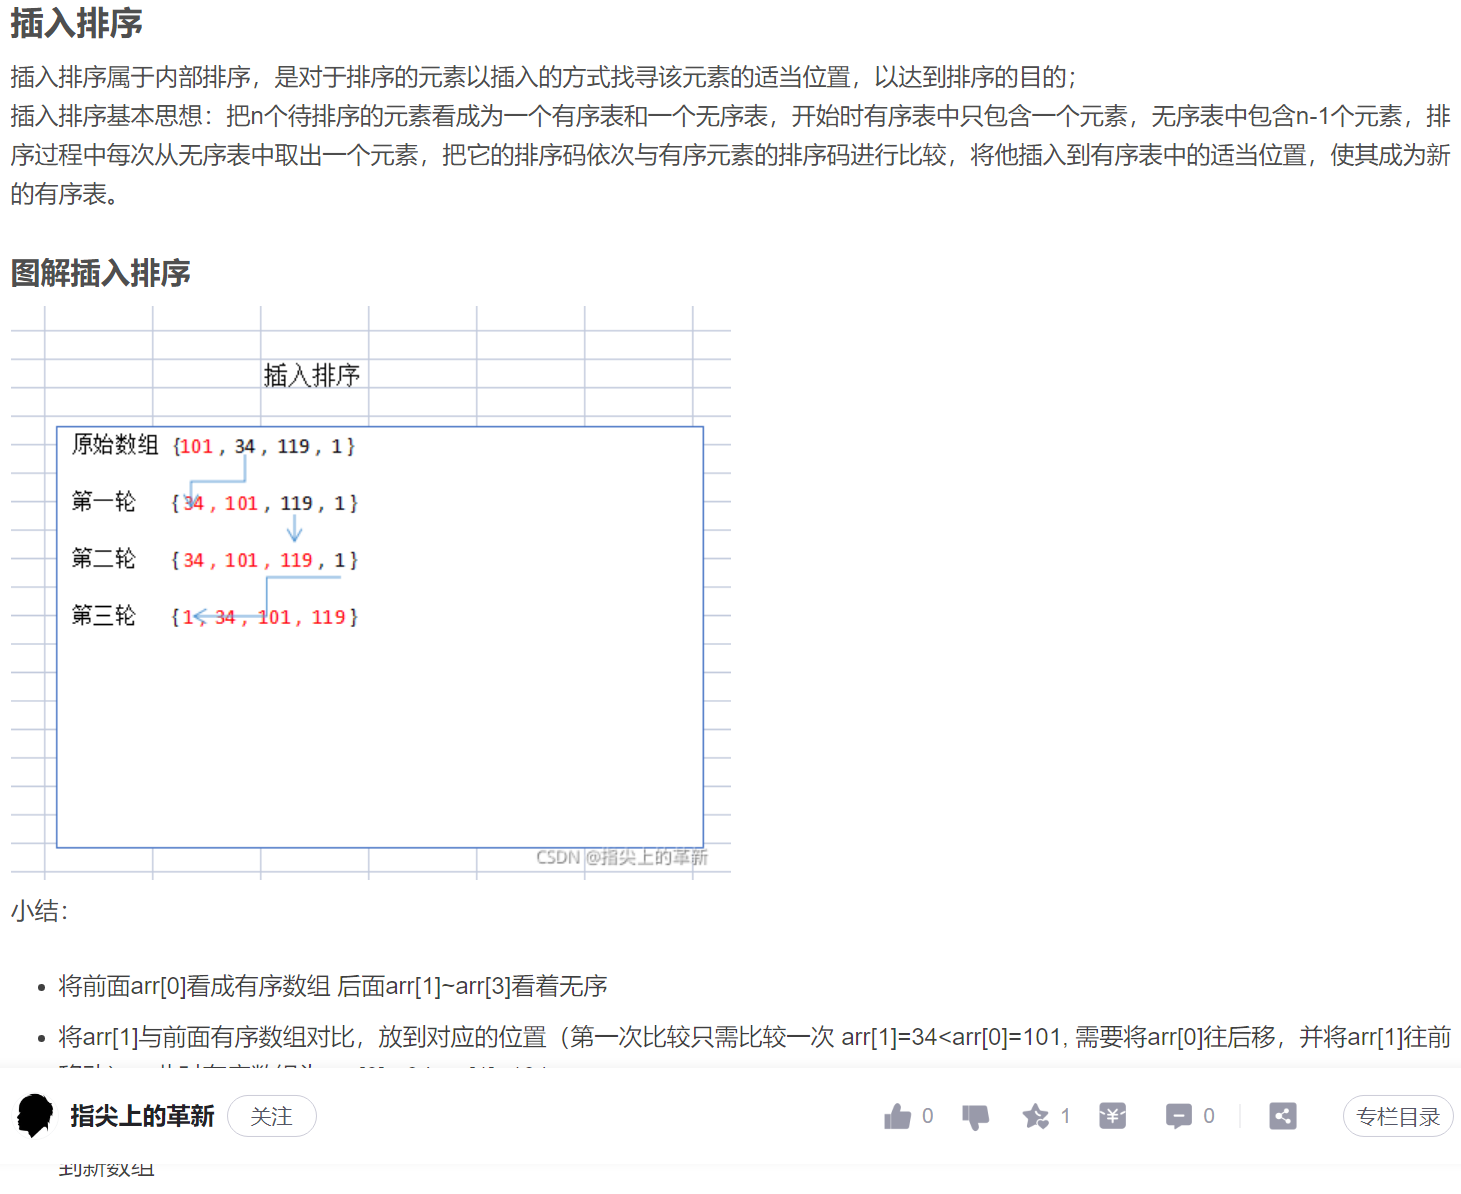 插入排序
插入排序属于内部排序，是对于排序的元素以插入的方式找寻该元素的适当位置，以达到排序的目的；
插入排序基本思想：把n个待排序的元素看成为一个有序表和一个无序表，开始时有序表中只包含一个元素，无序表中包含n-1个元素，排
序过程中每次从无序表中取出一个元素，把它的排序码依次与有序元素的排序码进行比较，将他插入到有序表中的适当位置，使其成为新
的有序表。
图解插入排序
插入排序
原始数组 {101 , 34 , 119 , 1 }
第一轮 { 34 , 101 , 119 , 1 }
第二轮 { 34 , 101 , 119 , 1 }
第三轮 { 1 , 34 , 101 , 119 }
CSDN @指尖上的革新
小结：
将前面arr[0]看成有序数组 后面arr[1]~arr[3]看着无序
将arr[1]与前面有序数组对比，放到对应的位置（第一次比较只需比较一次 arr[1]=34<arr[0]=101, 需要将arr[0]往后移，并将arr[1]往前
指尖上的革新 关注 0 1 0 专栏目录
到新数组